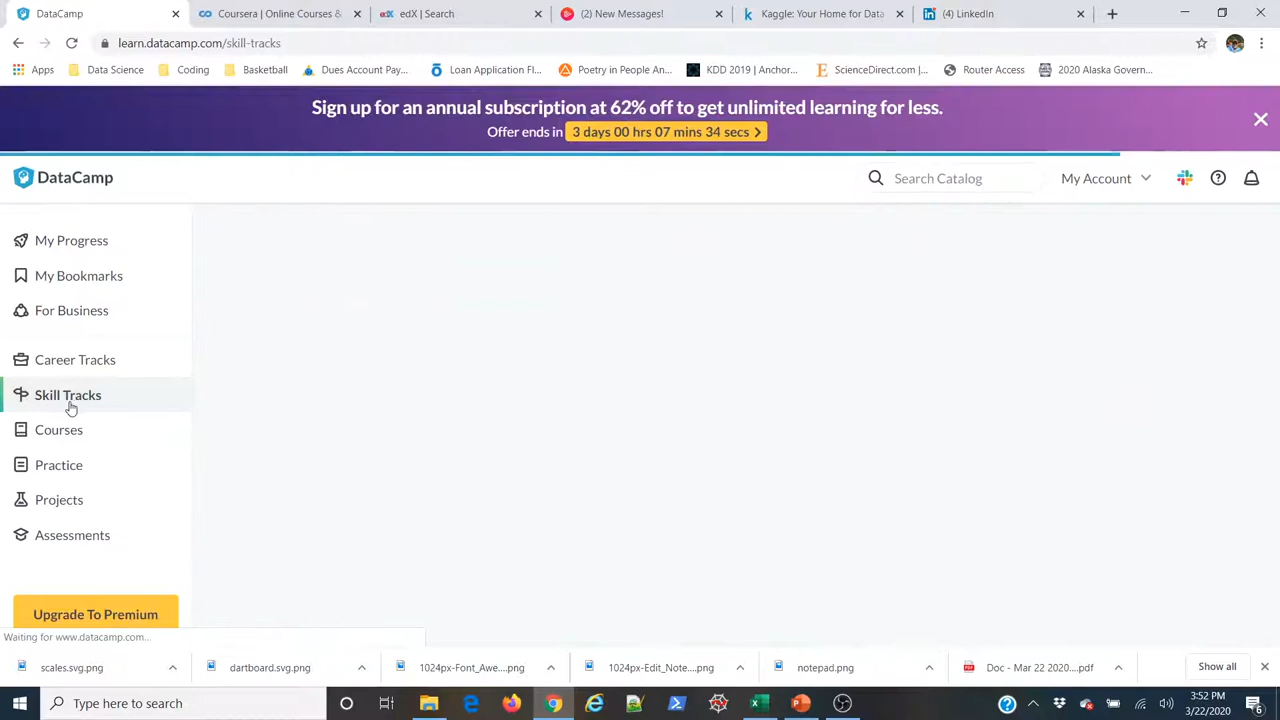 DataCamp
Coursera | Online Courses &
edX | Search
(2) New Messages!
Kaggle: Your Home for Data
(4) LinkedIn
learn.datacamp.com/skill-tracks
Apps
Data Science
Coding
Basketball
Dues Account Pay...
Loan Application Fl...
Poetry in People An...
KDD 2019 | Anchor...
ScienceDirect.com |...
Router Access
2020 Alaska Govern...
Sign up for an annual subscription at 62% off to get unlimited learning for less.
Offer ends in 3 days 00 hrs 07 mins 34 secs
DataCamp
Search Catalog
My Account
My Progress
My Bookmarks
For Business
Career Tracks
Skill Tracks
Courses
Practice
Projects
Assessments
Upgrade To Premium
Waiting for www.datacamp.com...
scales.svg.png
dartboard.svg.png
1024px-Font_Awe....png
1024px-Edit_Note....png
notepad.png
Doc - Mar 22 2020....pdf
Show all
Type here to search
3:52 PM
3/22/2020
6